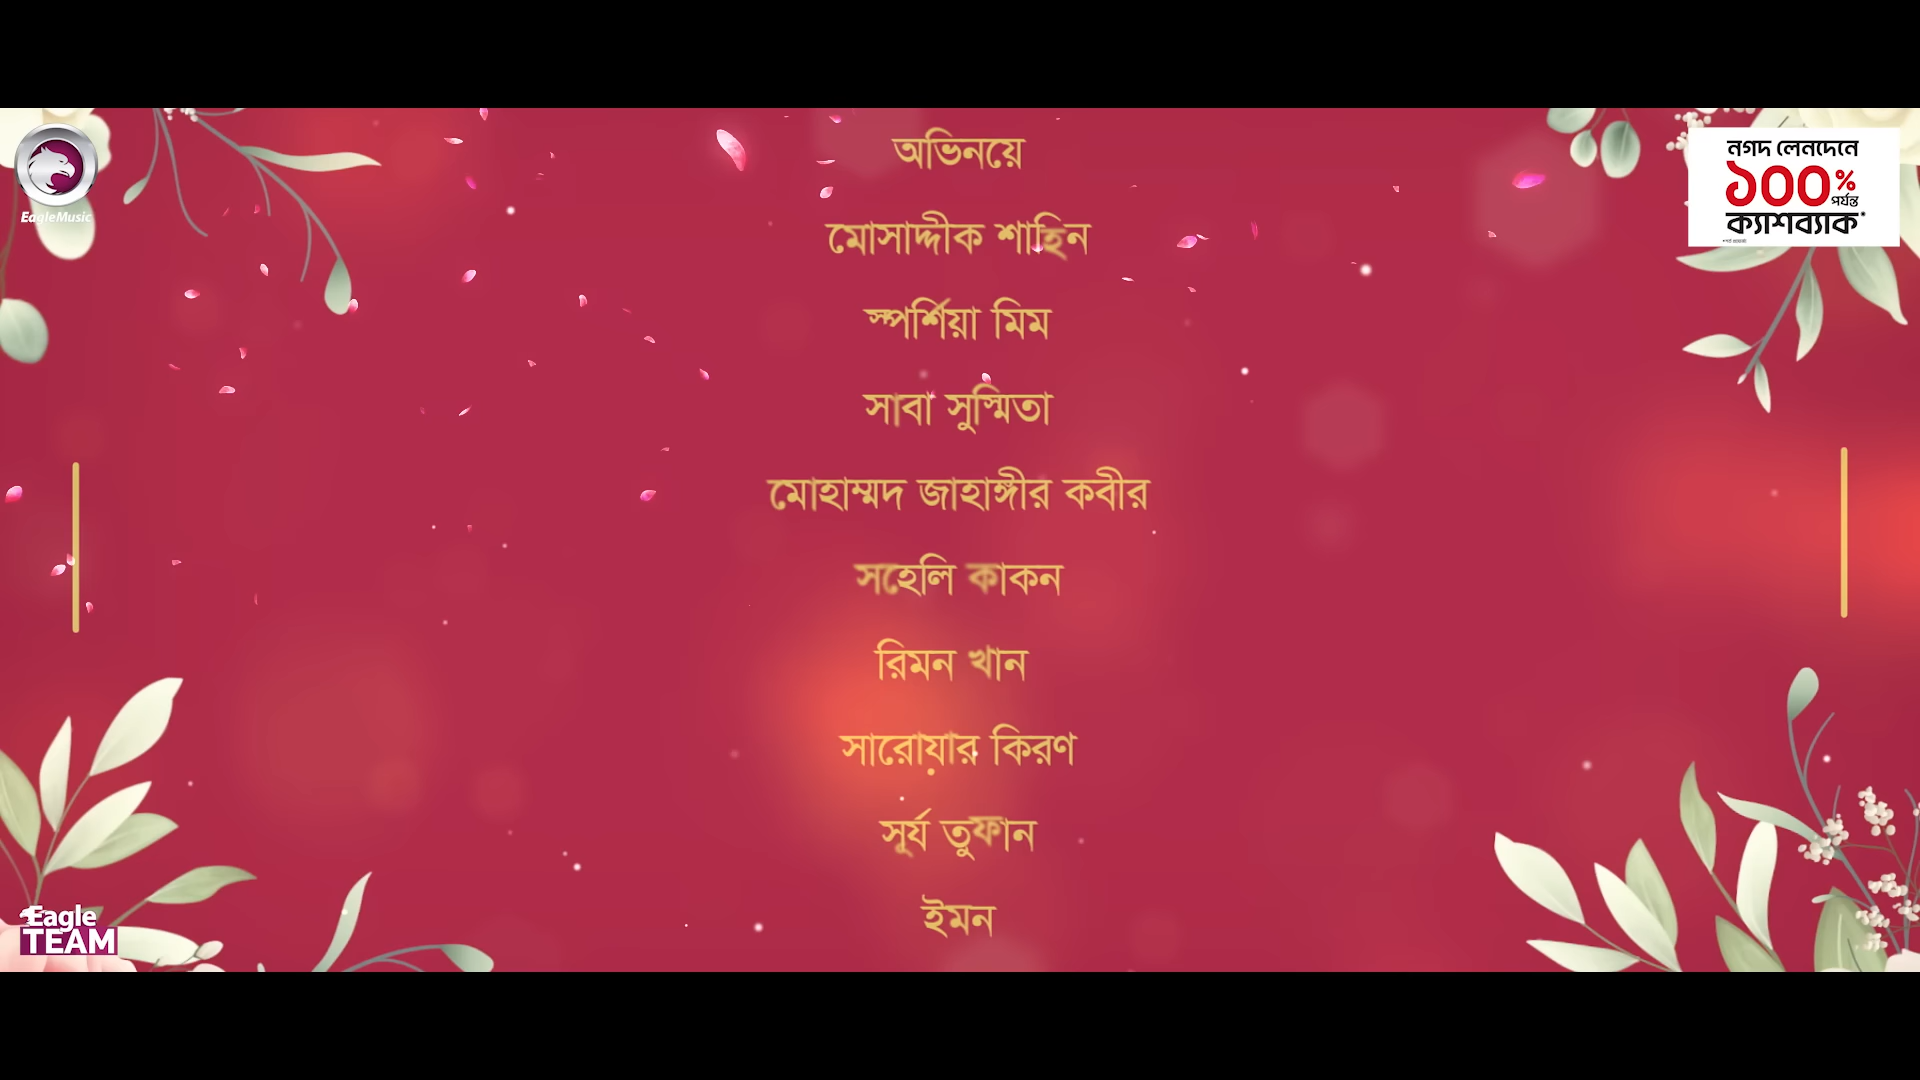 অভিনয়ে
মোসাদ্দীক শাহিন
স্পর্শিয়া মিম
সাবা সুস্মিতা
মোহাম্মদ জাহাঙ্গীর কবীর
সহেলি কাকন
রিমন খান
সারোয়ার কিরণ
সূর্য তুফান
ইমন
EagleMusic
নগদ লেনদেনে
১০০%
পর্যন্ত
ক্যাশব্যাক*
Eagle
TEAM